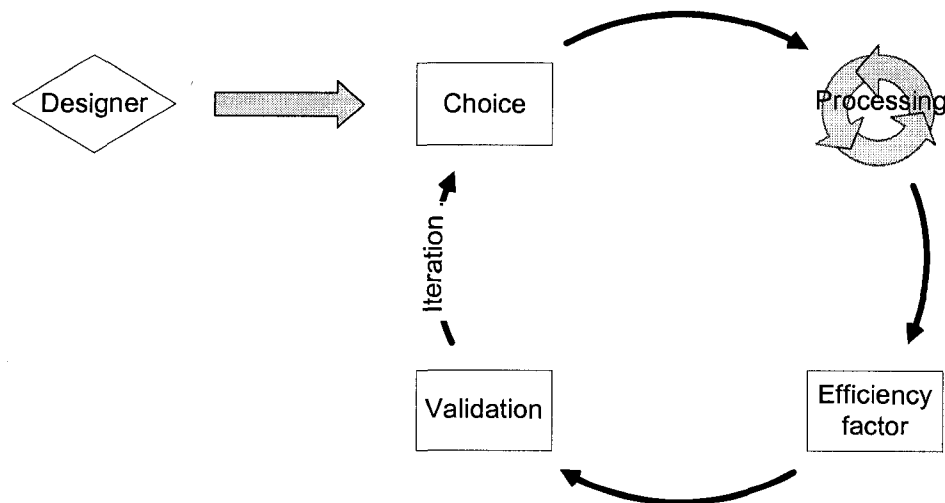 Designer
Choice
Processing
Iteration
Validation
Efficiency
factor